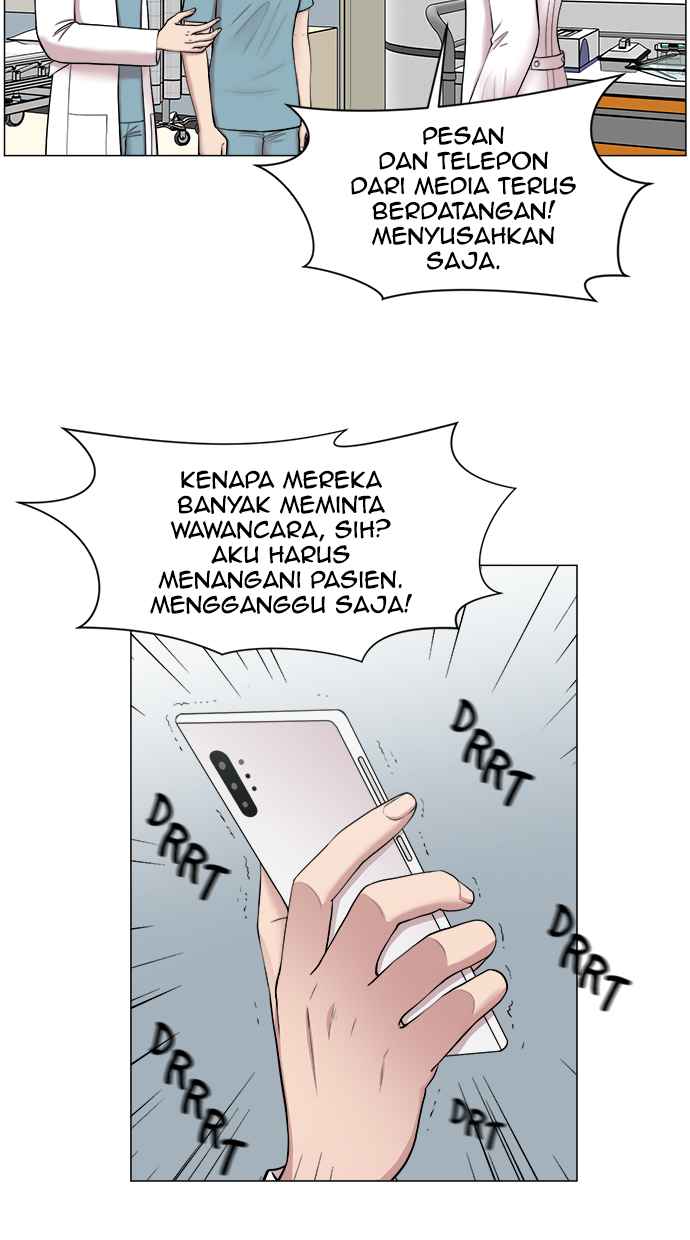 PESAN
DAN TELEPON
DARI MEDIA TERUS
BERDATANGAN!
MENYUSAHKAN
SAJA.
KENAPA MEREKA
BANYAK MEMINTA
WAWANCARA, SIH?
AKU HARUS
MENANGANI PASIEN.
MENGGANGGU SAJA!
DRRT
DRRT
DRRT
DRRRT
DRT